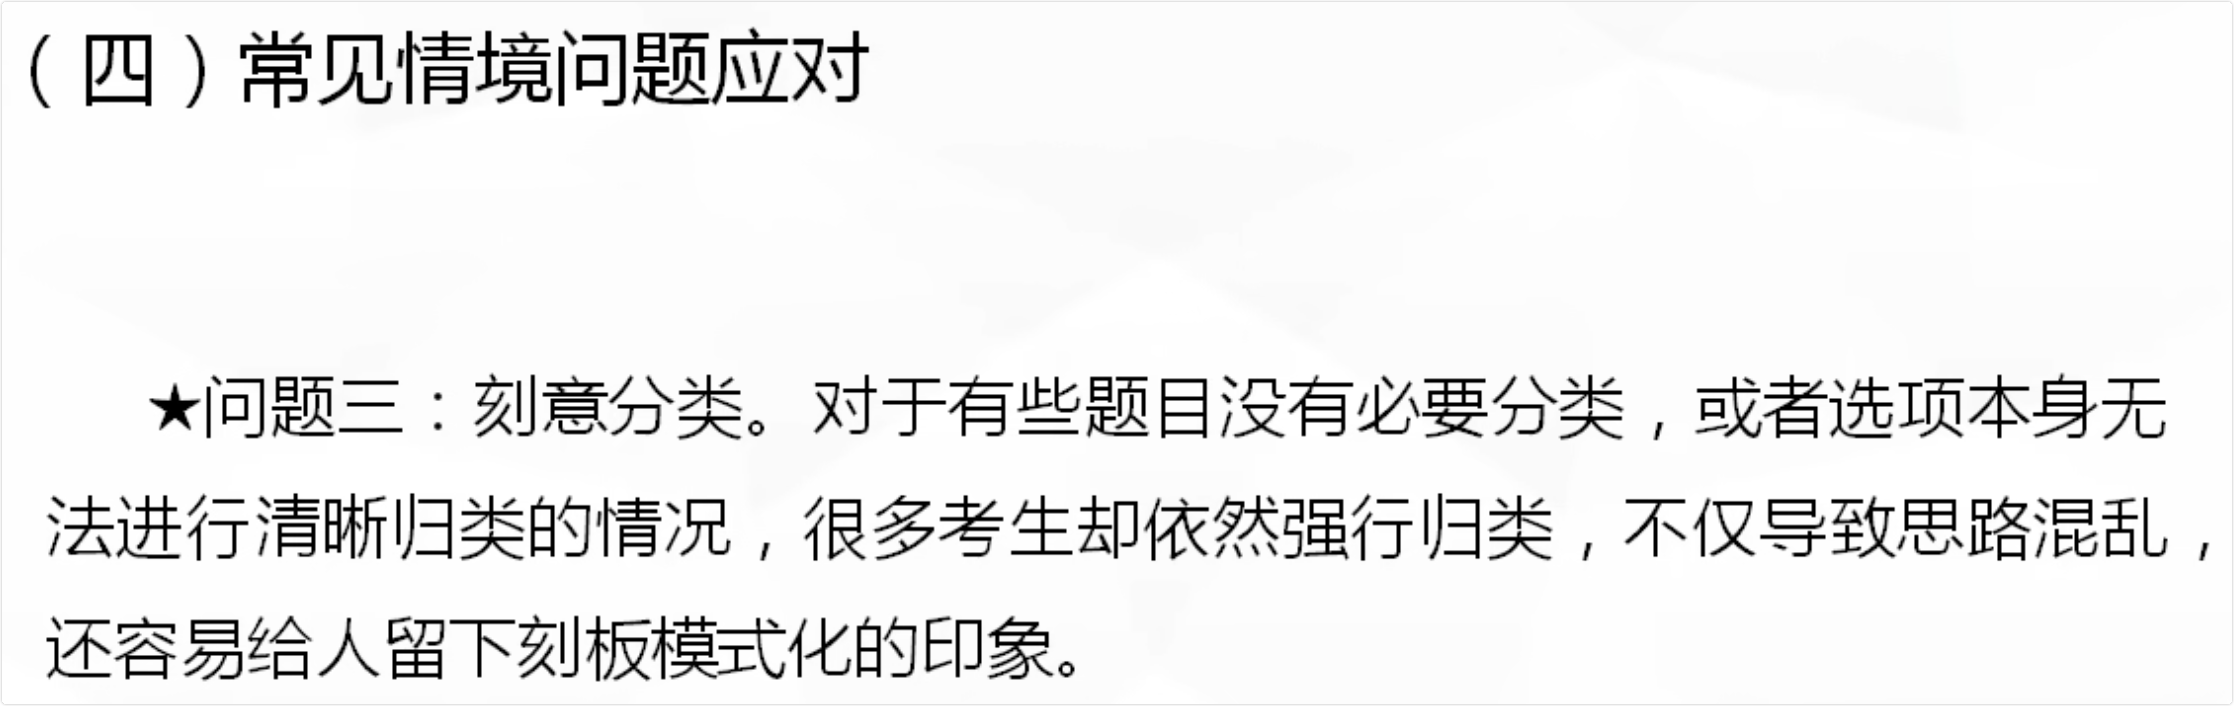 （四）常见情境问题应对
★问题三：刻意分类。对于有些题目没有必要分类，或者选项本身无
法进行清晰归类的情况，很多考生却依然强行归类，不仅导致思路混乱，
还容易给人留下刻板模式化的印象。